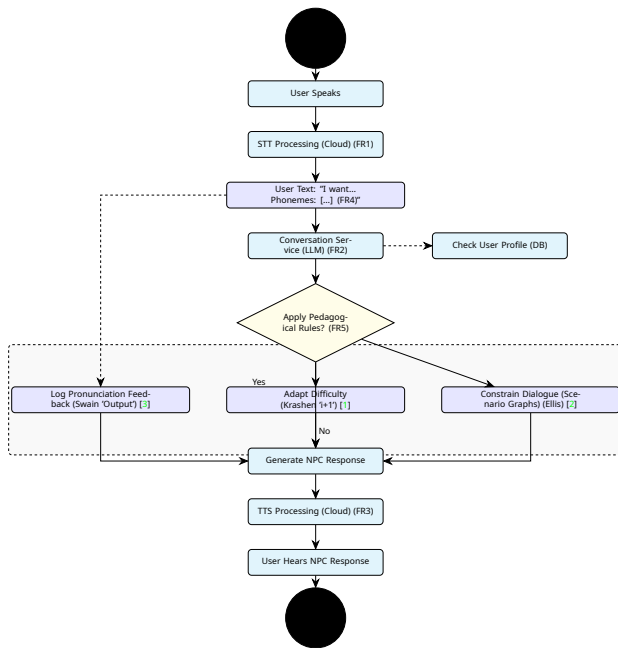 User Speaks
STT Processing (Cloud) (FR1)
User Text: “I want...
Phonemes: [...] (FR4)”
Conversation Ser-
vice (LLM) (FR2)
Check User Profile (DB)
Apply Pedagog-
ical Rules? (FR5)
Yes
Log Pronunciation Feed-
back (Swain ‘Output’) [3]
Adapt Difficulty
(Krashen ‘i+1’) [1]
Constrain Dialogue (Sce-
nario Graphs) (Ellis) [2]
No
Generate NPC Response
TTS Processing (Cloud) (FR3)
User Hears NPC Response